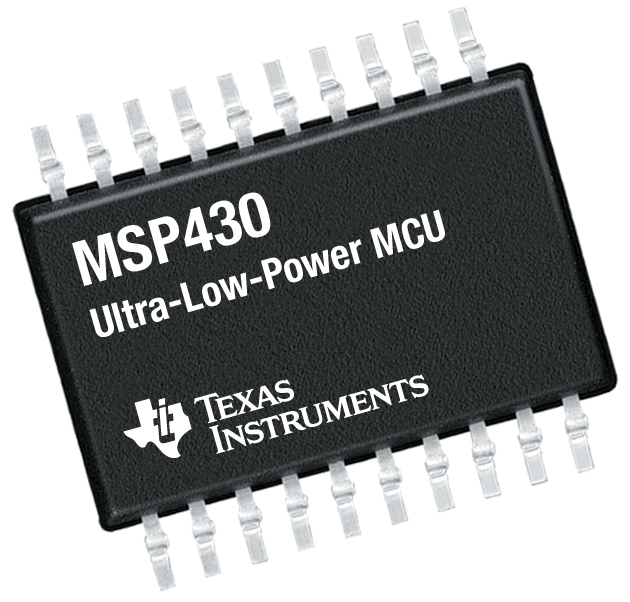 MSP430
Ultra-Low-Power MCU
TEXAS
INSTRUMENTS